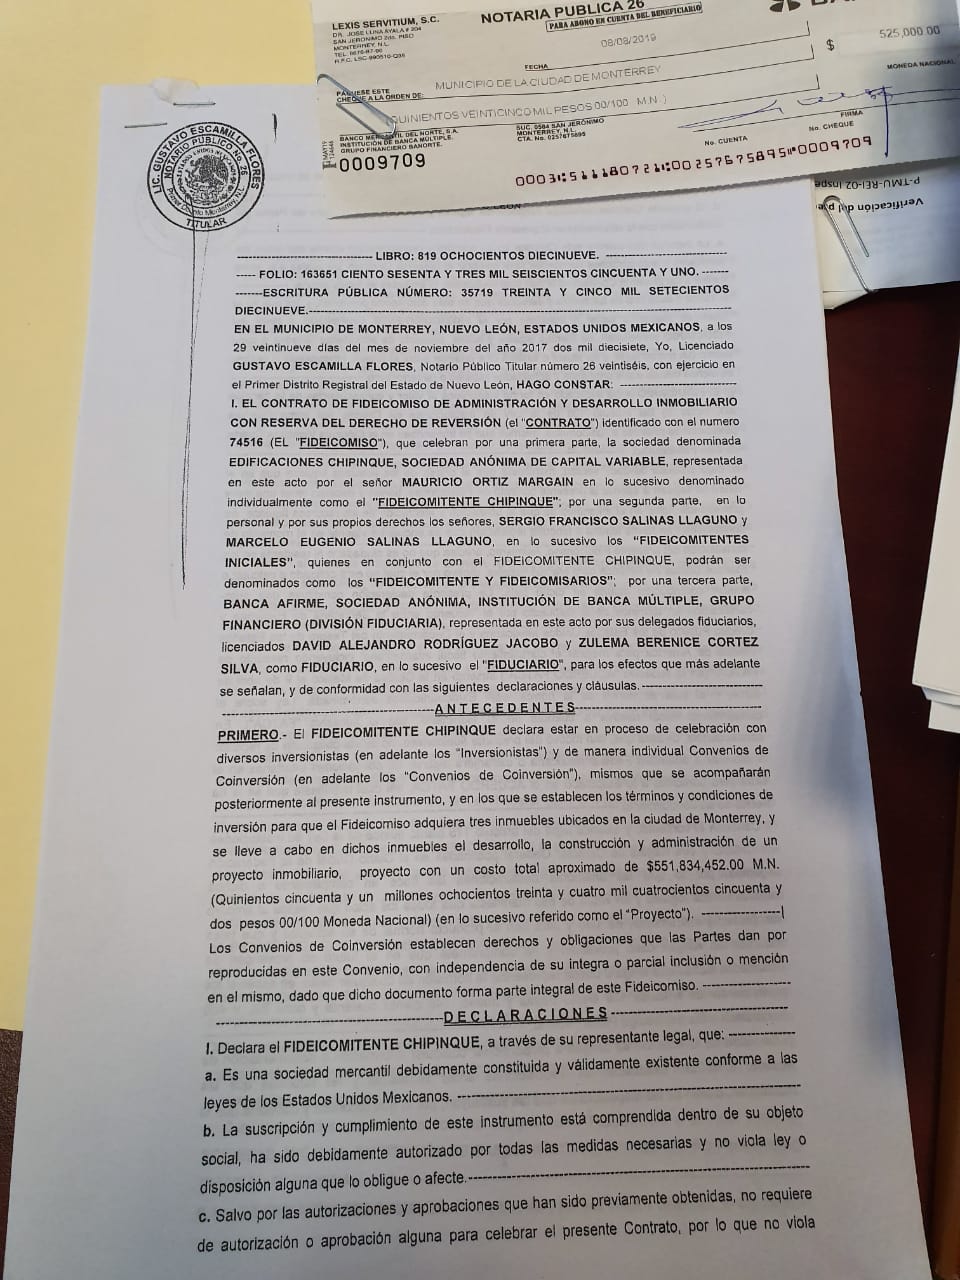 LEXIS SERVITIUM, S.C.
DR. JOSE LUNA AYALA # 204
SAN JERONIMO 2do. PISO
MONTERREY, N.L.
NOTARIA PUBLICA 26
PARA ABONO EN CUENTA DEL BENEFICIARIO
08/08/2019
FECHA
$ 525,000.00
MONEDA NACIONAL
PÁGUESE ESTE
CHEQUE A LA ORDEN DE:
MUNICIPIO DE LA CIUDAD DE MONTERREY
(QUINIENTOS VEINTICINCO MIL PESOS 00/100 M.N.)
BANCO MERCANTIL DEL NORTE, S.A.
INSTITUCIÓN DE BANCA MÚLTIPLE,
GRUPO FINANCIERO BANORTE.
SUC. 0584 SAN JERÓNIMO
MONTERREY, N.L.
CTA. No. 0257675895
FIRMA
No. CUENTA
No. CHEQUE
0009709
LIC. GUSTAVO ESCAMILLA FLORES
NOTARIO PUBLICO No. 26
ESTADOS UNIDOS MEXICANOS
Primer Distrito Monterrey, N.L.
TITULAR
P-TMU-REI-02
Verificación del
LIBRO: 819 OCHOCIENTOS DIECINUEVE.
FOLIO: 163651 CIENTO SESENTA Y TRES MIL SEISCIENTOS CINCUENTA Y UNO.
ESCRITURA PÚBLICA NÚMERO: 35719 TREINTA Y CINCO MIL SETECIENTOS
DIECINUEVE.
EN EL MUNICIPIO DE MONTERREY, NUEVO LEÓN, ESTADOS UNIDOS MEXICANOS, a los
29 veintinueve días del mes de noviembre del año 2017 dos mil diecisiete, Yo, Licenciado
GUSTAVO ESCAMILLA FLORES, Notario Público Titular número 26 veintiséis, con ejercicio en
el Primer Distrito Registral del Estado de Nuevo León, HAGO CONSTAR:
I. EL CONTRATO DE FIDEICOMISO DE ADMINISTRACIÓN Y DESARROLLO INMOBILIARIO
CON RESERVA DEL DERECHO DE REVERSIÓN (el "CONTRATO") identificado con el numero
74516 (EL "FIDEICOMISO"), que celebran por una primera parte, la sociedad denominada
EDIFICACIONES CHIPINQUE, SOCIEDAD ANÓNIMA DE CAPITAL VARIABLE, representada
en este acto por el señor MAURICIO ORTIZ MARGAIN en lo sucesivo denominado
individualmente como el "FIDEICOMITENTE CHIPINQUE"; por una segunda parte, en lo
personal y por sus propios derechos los señores, SERGIO FRANCISCO SALINAS LLAGUNO y
MARCELO EUGENIO SALINAS LLAGUNO, en lo sucesivo los "FIDEICOMITENTES
INICIALES", quienes en conjunto con el FIDEICOMITENTE CHIPINQUE, podrán ser
denominados como los "FIDEICOMITENTE Y FIDEICOMISARIOS"; por una tercera parte,
BANCA AFIRME, SOCIEDAD ANÓNIMA, INSTITUCIÓN DE BANCA MÚLTIPLE, GRUPO
FINANCIERO (DIVISIÓN FIDUCIARIA), representada en este acto por sus delegados fiduciarios,
licenciados DAVID ALEJANDRO RODRÍGUEZ JACOBO y ZULEMA BERENICE CORTEZ
SILVA, como FIDUCIARIO, en lo sucesivo el "FIDUCIARIO", para los efectos que más adelante
se señalan, y de conformidad con las siguientes declaraciones y cláusulas.
ANTECEDENTES
PRIMERO.- El FIDEICOMITENTE CHIPINQUE declara estar en proceso de celebración con
diversos inversionistas (en adelante los "Inversionistas") y de manera individual Convenios de
Coinversión (en adelante los "Convenios de Coinversión"), mismos que se acompañarán
posteriormente al presente instrumento, y en los que se establecen los términos y condiciones de
inversión para que el Fideicomiso adquiera tres inmuebles ubicados en la ciudad de Monterrey, y
se lleve a cabo en dichos inmuebles el desarrollo, la construcción y administración de un
proyecto inmobiliario, proyecto con un costo total aproximado de $551,834,452.00 M.N.
(Quinientos cincuenta y un millones ochocientos treinta y cuatro mil cuatrocientos cincuenta y
dos pesos 00/100 Moneda Nacional) (en lo sucesivo referido como el "Proyecto").
Los Convenios de Coinversión establecen derechos y obligaciones que las Partes dan por
reproducidas en este Convenio, con independencia de su integra o parcial inclusión o mención
en el mismo, dado que dicho documento forma parte integral de este Fideicomiso.
DECLARACIONES
I. Declara el FIDEICOMITENTE CHIPINQUE, a través de su representante legal, que:
a. Es una sociedad mercantil debidamente constituida y válidamente existente conforme a las
leyes de los Estados Unidos Mexicanos.
b. La suscripción y cumplimiento de este instrumento está comprendida dentro de su objeto
social, ha sido debidamente autorizado por todas las medidas necesarias y no viola ley o
disposición alguna que lo obligue o afecte.
c. Salvo por las autorizaciones y aprobaciones que han sido previamente obtenidas, no requiere
de autorización o aprobación alguna para celebrar el presente Contrato, por lo que no viola